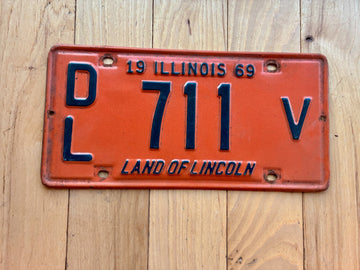 19 ILLINOIS 69
DL 711 V
LAND OF LINCOLN